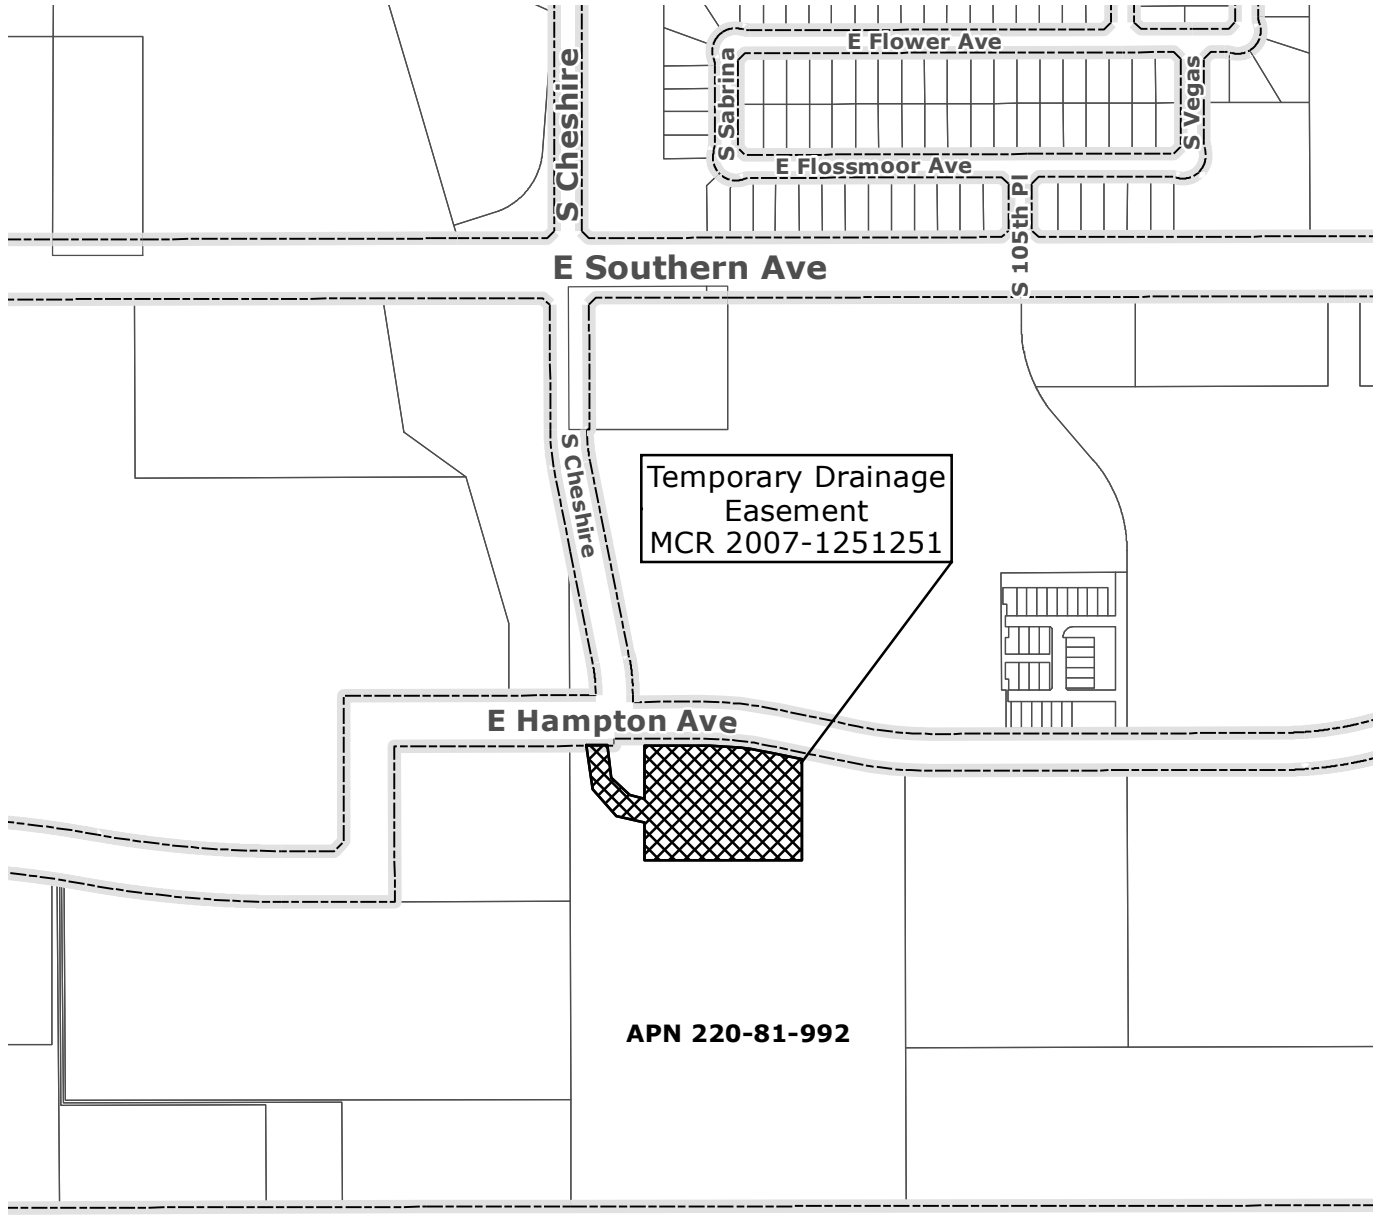 E Flower Ave
S Sabrina
S Vegas
S Cheshire
E Flossmoor Ave
S 105th Pl
E Southern Ave
S Cheshire
Temporary Drainage
Easement
MCR 2007-1251251
E Hampton Ave
APN 220-81-992